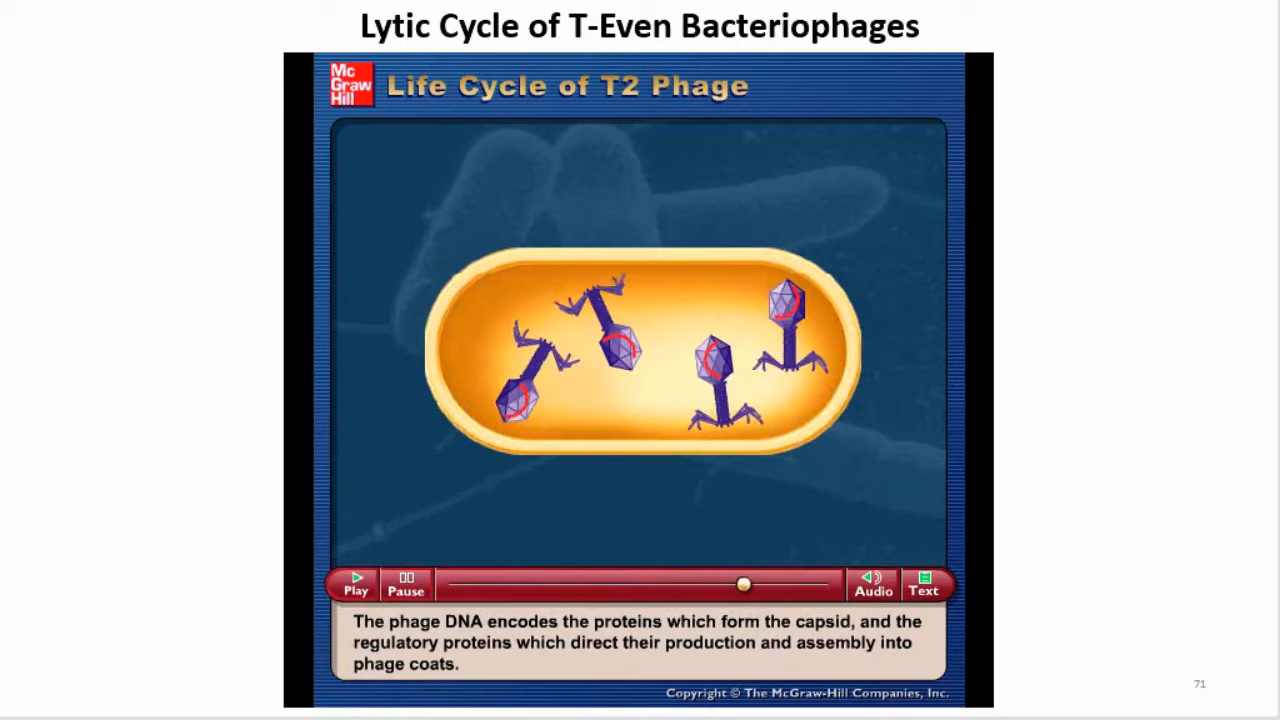 Lytic Cycle of T-Even Bacteriophages
Mc
Graw
Hill
Life Cycle of T2 Phage
Play
Pause
Audio
Text
The phage DNA encodes the proteins which form the capsid, and the
regulatory proteins which direct their production and assembly into
phage coats.
Copyright © The McGraw-Hill Companies, Inc.
71